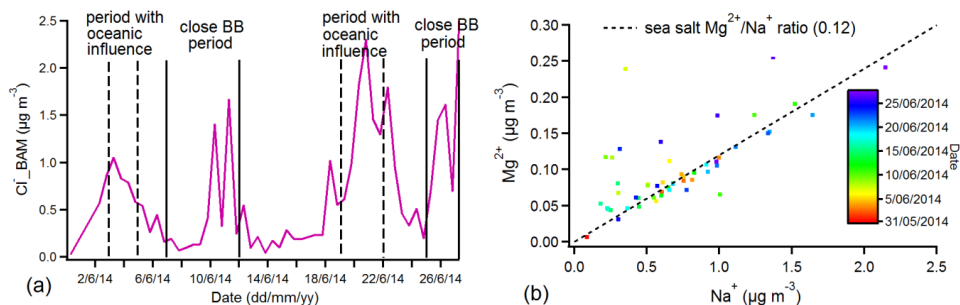 period with
oceanic
influence
close BB
period
period with
oceanic
influence
close BB
period
2.5
2.0
1.5
1.0
0.5
0.0
Cl_BAM (µg m⁻³)
2/6/14
6/6/14
10/6/14
14/6/14
18/6/14
22/6/14
26/6/14
Date (dd/mm/yy)
(a)
sea salt Mg²⁺/Na⁺ ratio (0.12)
0.30
0.25
0.20
0.15
0.10
0.05
0.00
Mg²⁺ (µg m⁻³)
25/06/2014
20/06/2014
15/06/2014
10/06/2014
5/06/2014
31/05/2014
Date
0.0 0.5 1.0 1.5 2.0 2.5
Na⁺ (µg m⁻³)
(b)